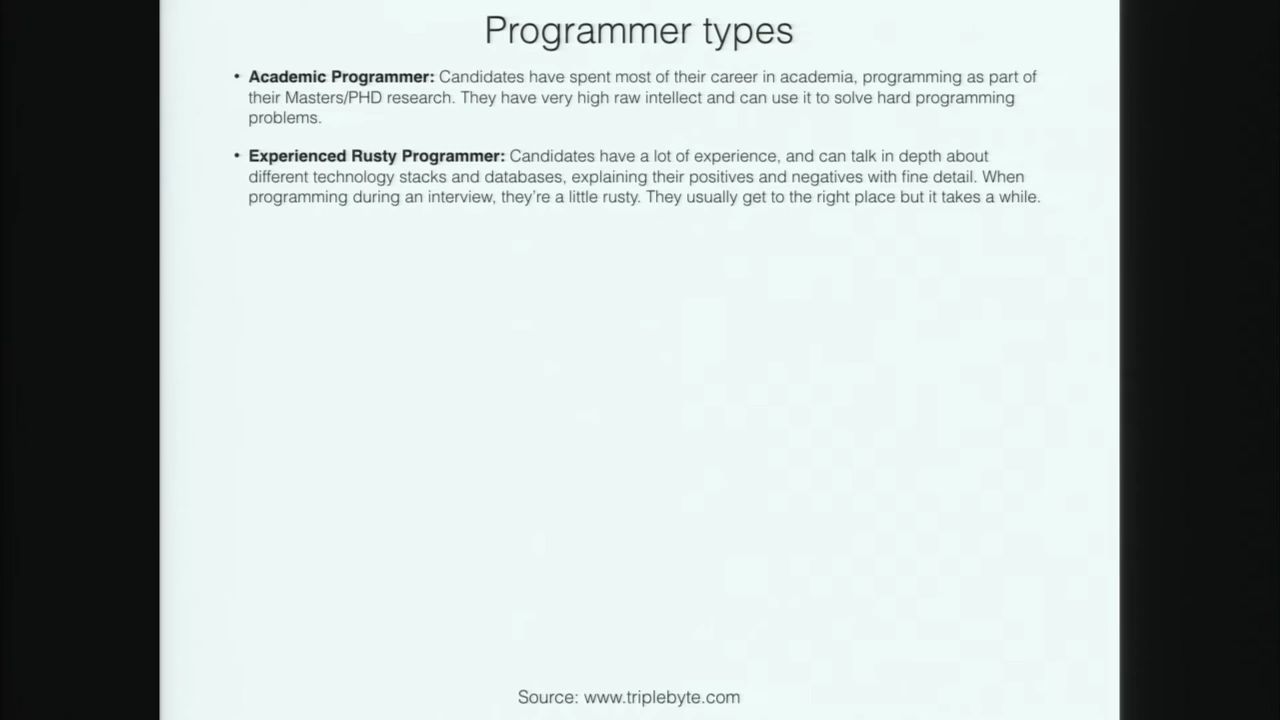 Programmer types
• Academic Programmer: Candidates have spent most of their career in academia, programming as part of
their Masters/PHD research. They have very high raw intellect and can use it to solve hard programming
problems.
• Experienced Rusty Programmer: Candidates have a lot of experience, and can talk in depth about
different technology stacks and databases, explaining their positives and negatives with fine detail. When
programming during an interview, they're a little rusty. They usually get to the right place but it takes a while.
Source: www.triplebyte.com